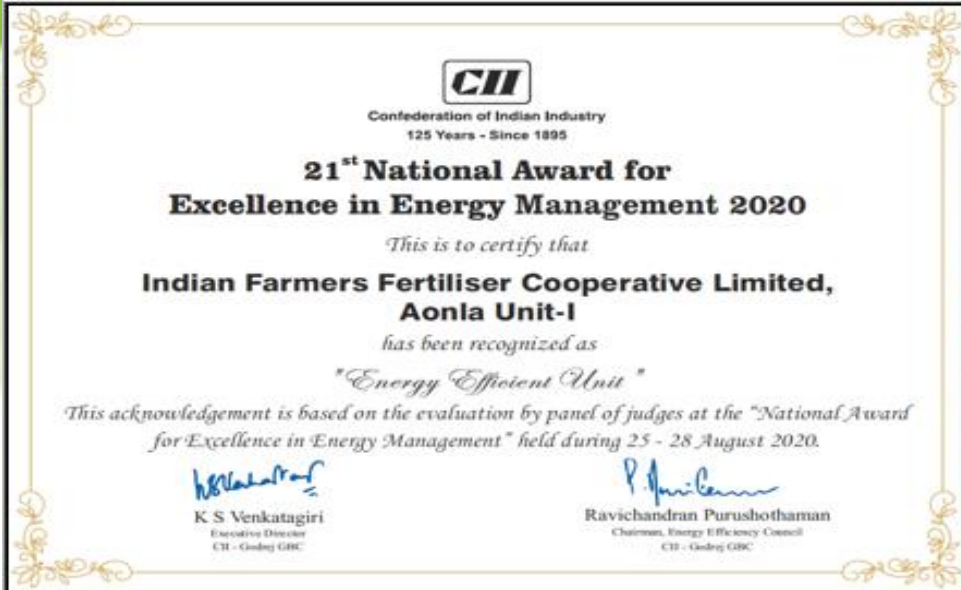 CII
Confederation of Indian Industry
125 Years - Since 1895
21st National Award for
Excellence in Energy Management 2020
This is to certify that
Indian Farmers Fertiliser Cooperative Limited,
Aonla Unit-I
has been recognized as
"Energy Efficient Unit "
This acknowledgement is based on the evaluation by panel of judges at the "National Award
for Excellence in Energy Management" held during 25 - 28 August 2020.
K S Venkatagiri
Executive Director
CII - Godrej GBC
Ravichandran Purushothaman
Chairman, Energy Efficiency Council
CII - Godrej GBC